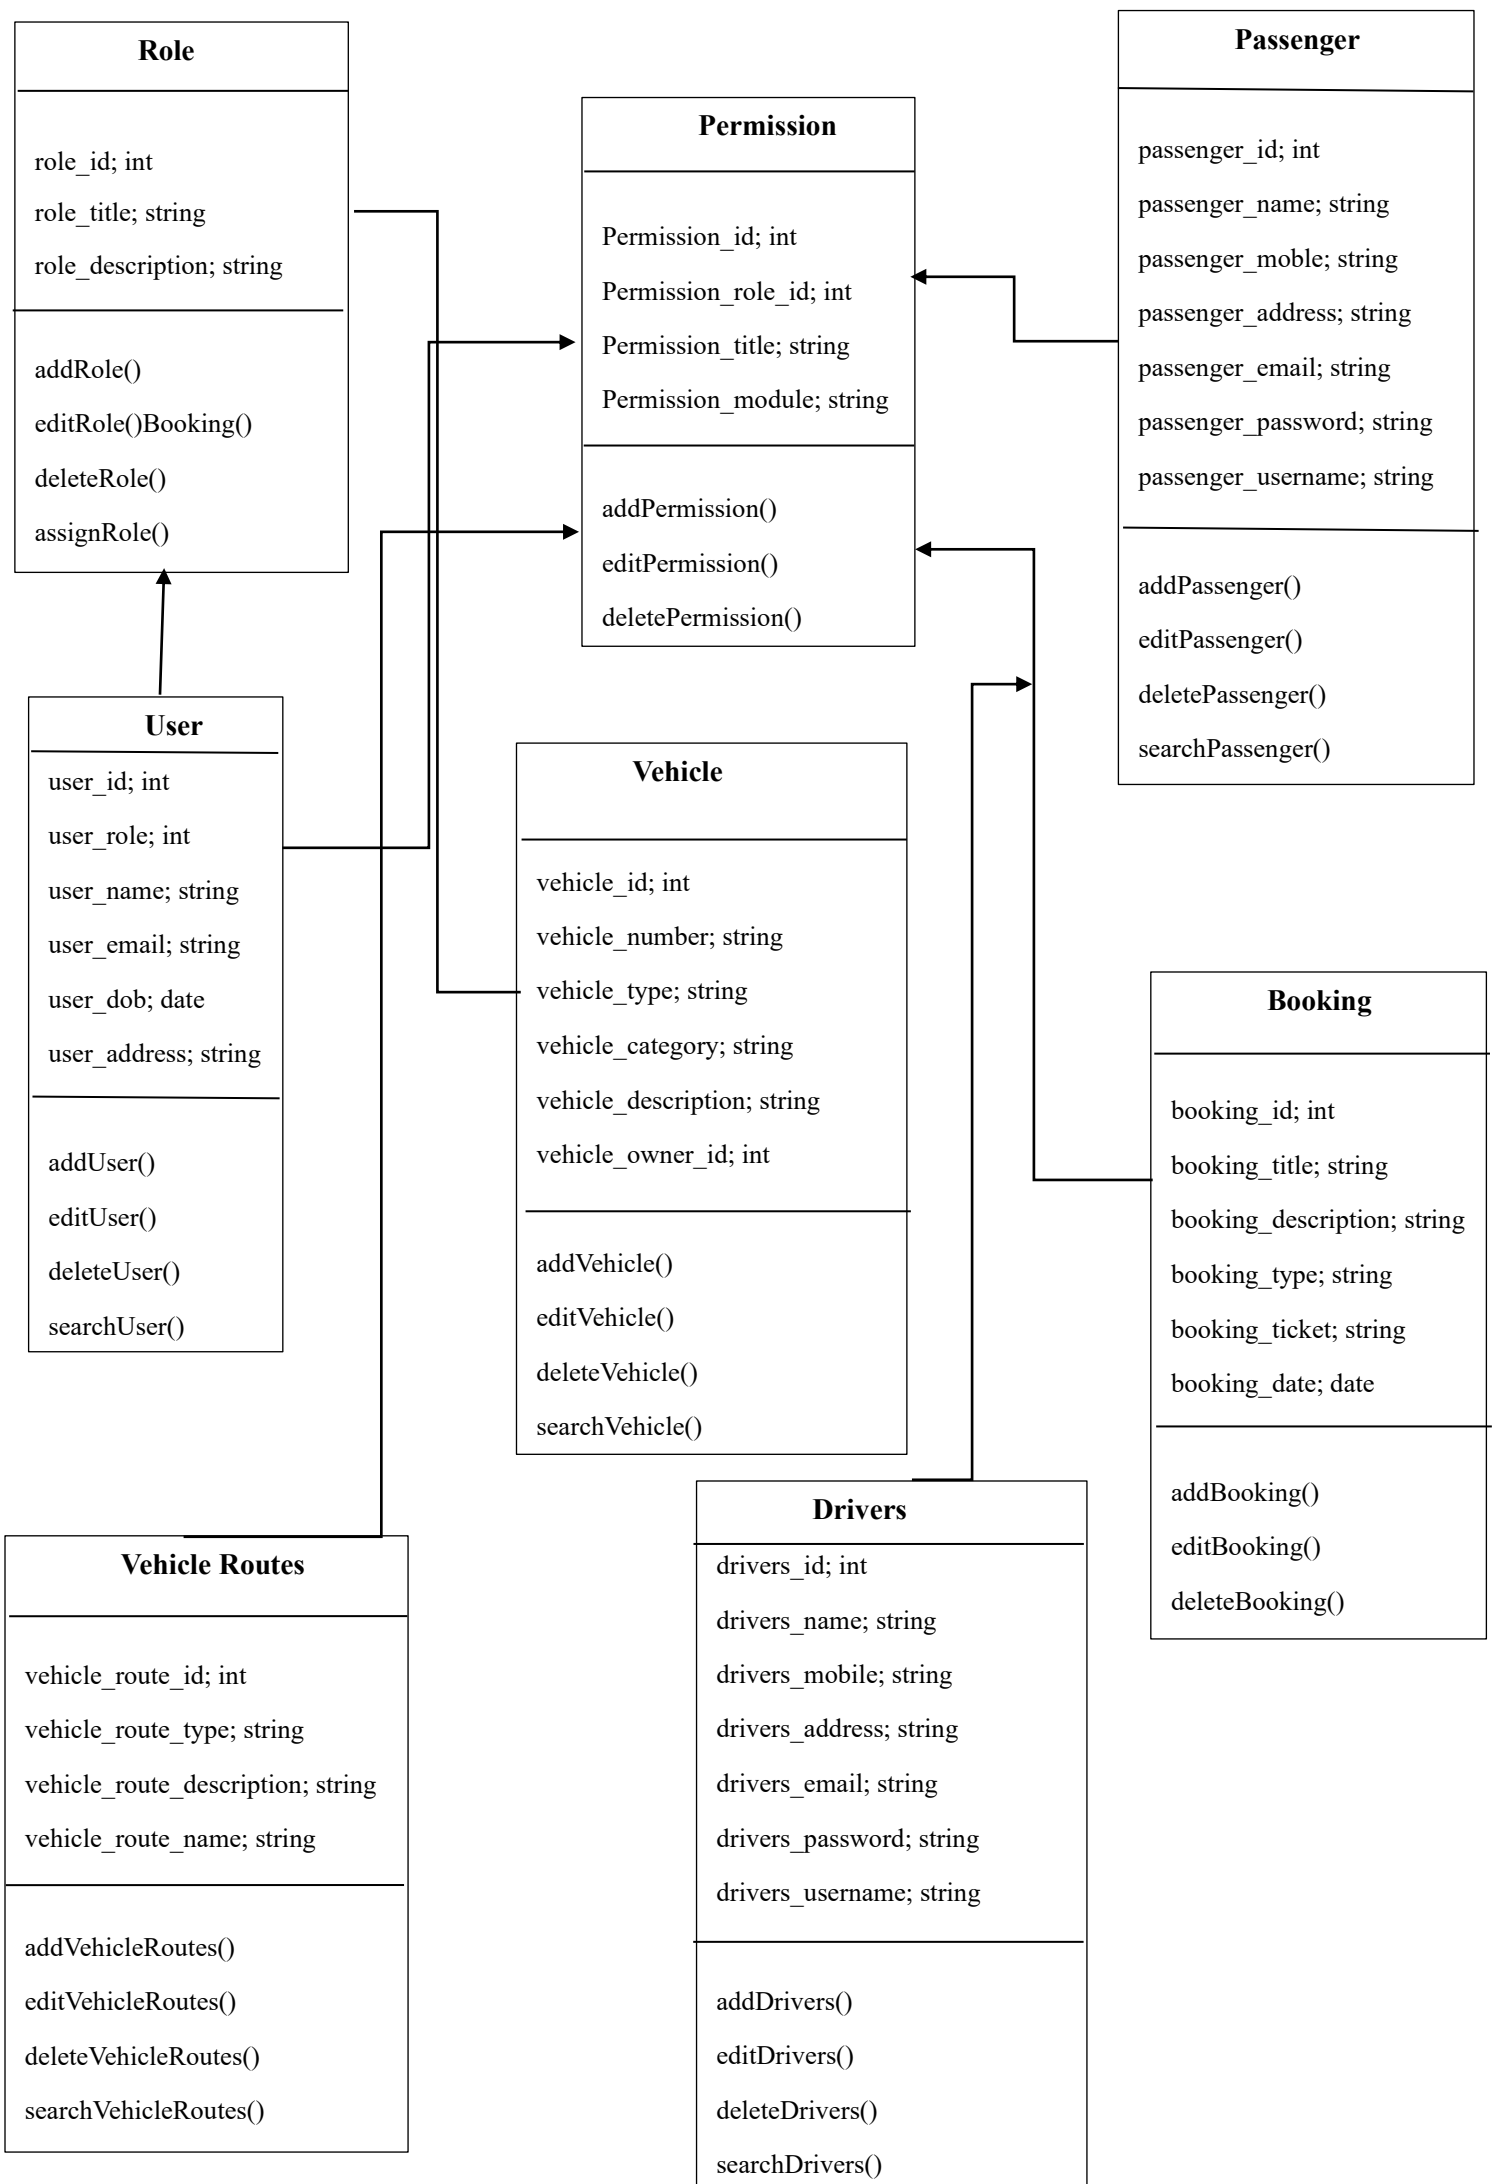 Role
role_id; int
role_title; string
role_description; string
addRole()
editRole()Booking()
deleteRole()
assignRole()
Permission
Permission_id; int
Permission_role_id; int
Permission_title; string
Permission_module; string
addPermission()
editPermission()
deletePermission()
Passenger
passenger_id; int
passenger_name; string
passenger_moble; string
passenger_address; string
passenger_email; string
passenger_password; string
passenger_username; string
addPassenger()
editPassenger()
deletePassenger()
searchPassenger()
User
user_id; int
user_role; int
user_name; string
user_email; string
user_dob; date
user_address; string
addUser()
editUser()
deleteUser()
searchUser()
Vehicle
vehicle_id; int
vehicle_number; string
vehicle_type; string
vehicle_category; string
vehicle_description; string
vehicle_owner_id; int
addVehicle()
editVehicle()
deleteVehicle()
searchVehicle()
Booking
booking_id; int
booking_title; string
booking_description; string
booking_type; string
booking_ticket; string
booking_date; date
addBooking()
editBooking()
deleteBooking()
Vehicle Routes
vehicle_route_id; int
vehicle_route_type; string
vehicle_route_description; string
vehicle_route_name; string
addVehicleRoutes()
editVehicleRoutes()
deleteVehicleRoutes()
searchVehicleRoutes()
Drivers
drivers_id; int
drivers_name; string
drivers_mobile; string
drivers_address; string
drivers_email; string
drivers_password; string
drivers_username; string
addDrivers()
editDrivers()
deleteDrivers()
searchDrivers()